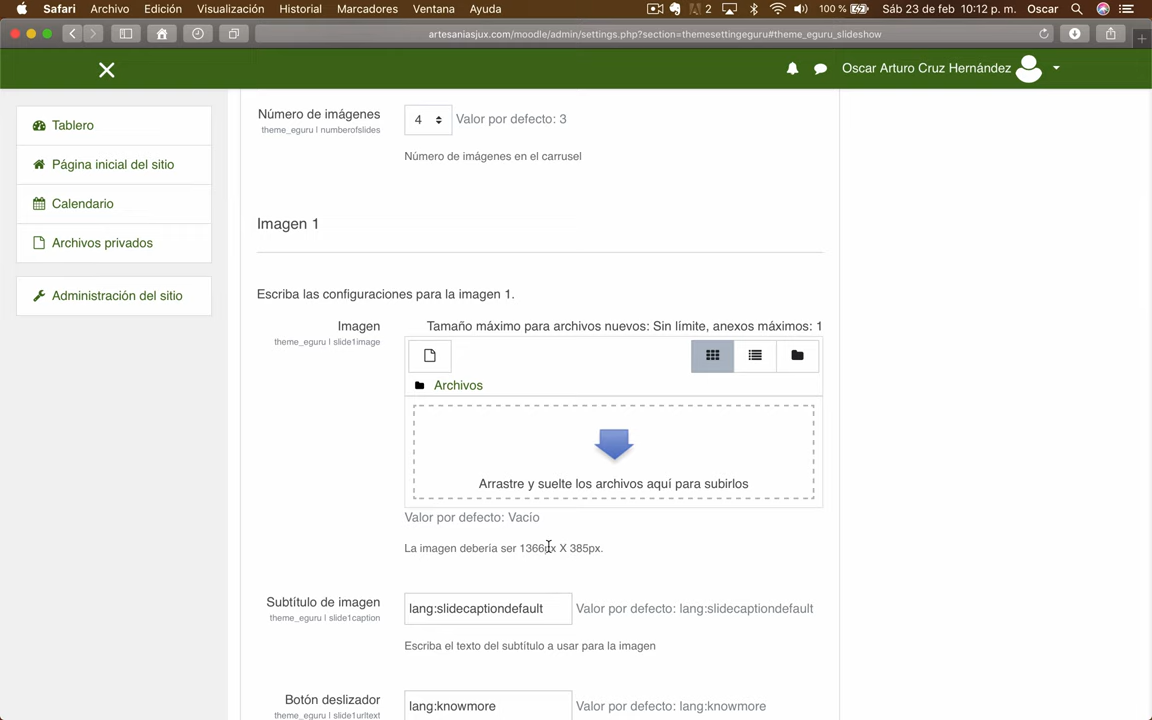 Safari Archivo Edición Visualización Historial Marcadores Ventana Ayuda 2 100 % Sáb 23 de feb 10:12 p. m. Oscar
artesaniasjux.com/moodle/admin/settings.php?section=themesettingeguru#theme_eguru_slideshow
Oscar Arturo Cruz Hernández
Tablero
Página inicial del sitio
Calendario
Archivos privados
Administración del sitio
Número de imágenes 4 Valor por defecto: 3
theme_eguru | numberofslides
Número de imágenes en el carrusel
Imagen 1
Escriba las configuraciones para la imagen 1.
Imagen Tamaño máximo para archivos nuevos: Sin límite, anexos máximos: 1
theme_eguru | slide1image
Archivos
Arrastre y suelte los archivos aquí para subirlos
Valor por defecto: Vacío
La imagen debería ser 1366px X 385px.
Subtítulo de imagen lang:slidecaptiondefault Valor por defecto: lang:slidecaptiondefault
theme_eguru | slide1caption
Escriba el texto del subtítulo a usar para la imagen
Botón deslizador lang:knowmore Valor por defecto: lang:knowmore
theme_eguru | slide1urltext